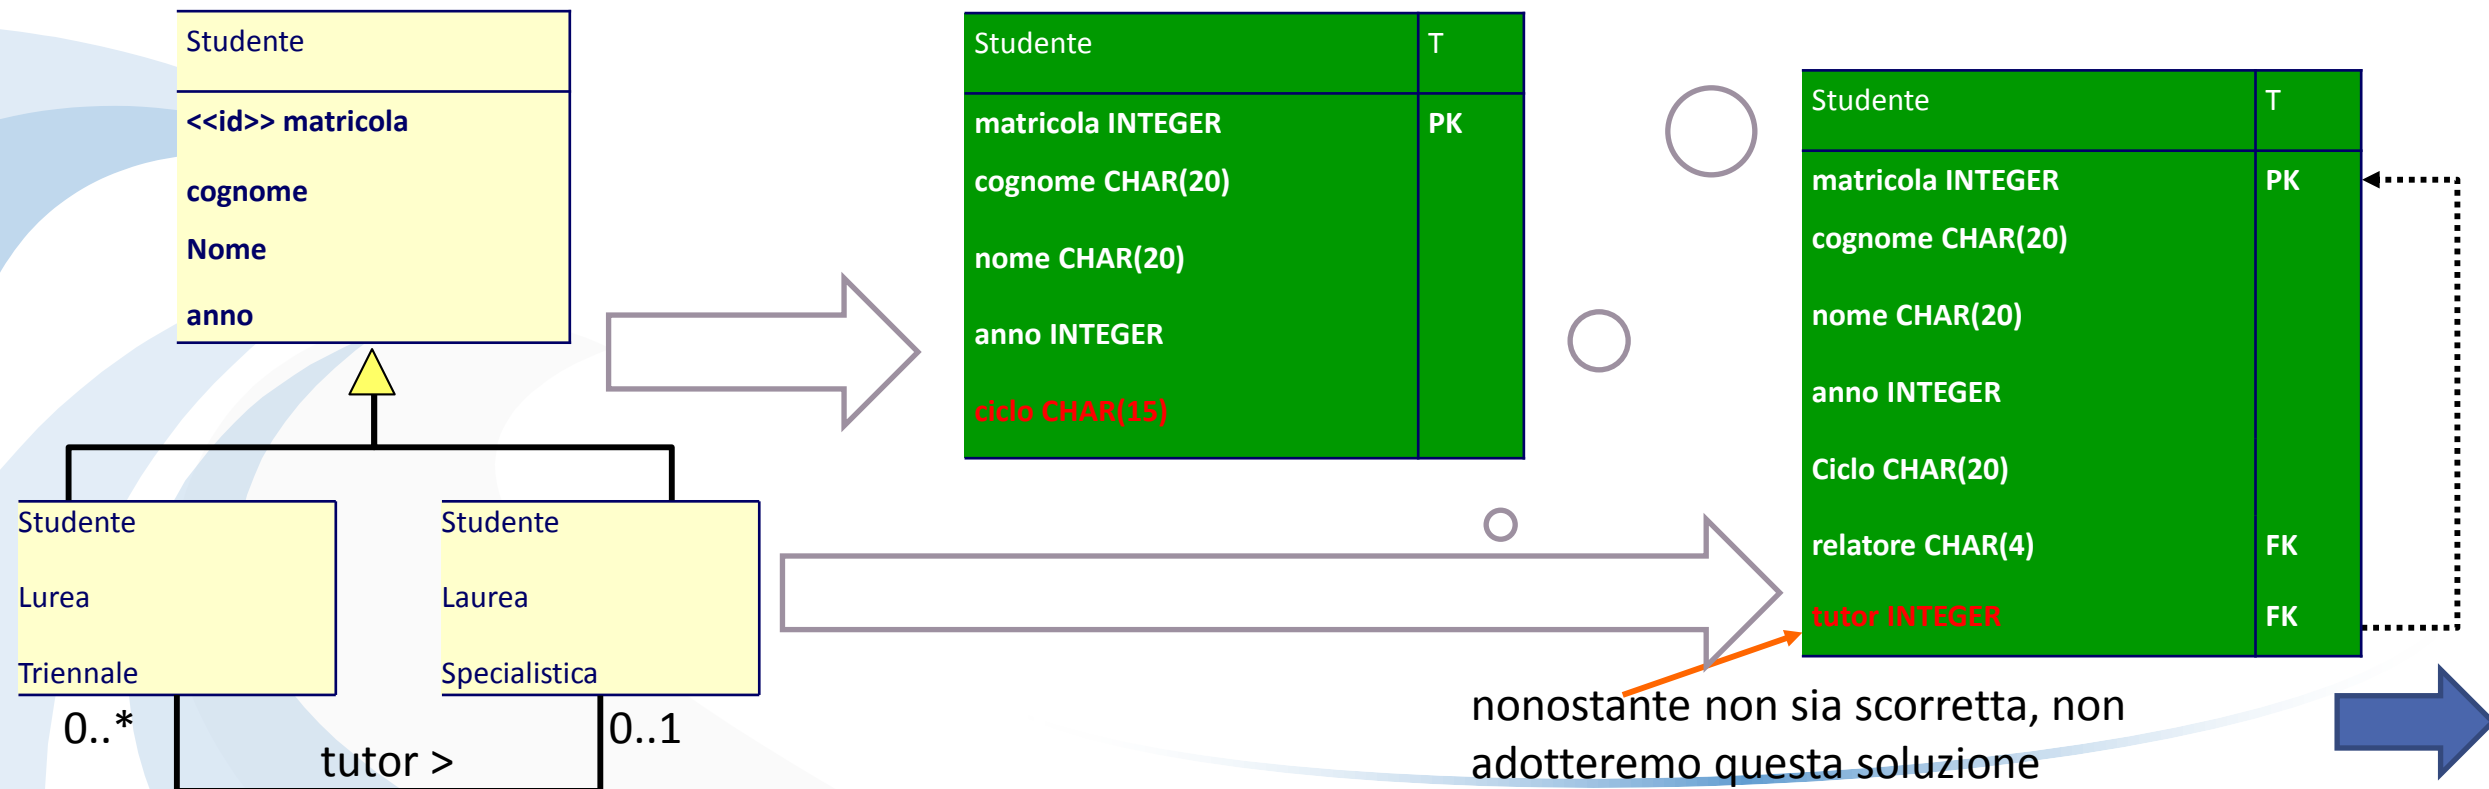 Studente
<<id>> matricola
cognome
Nome
anno
Studente
Lurea
Triennale
Studente
Laurea
Specialistica
0..*
tutor >
0..1
Studente T
matricola INTEGER PK
cognome CHAR(20)
nome CHAR(20)
anno INTEGER
ciclo CHAR(15)
Studente T
matricola INTEGER PK
cognome CHAR(20)
nome CHAR(20)
anno INTEGER
Ciclo CHAR(20)
relatore CHAR(4) FK
tutor INTEGER FK
nonostante non sia scorretta, non
adotteremo questa soluzione